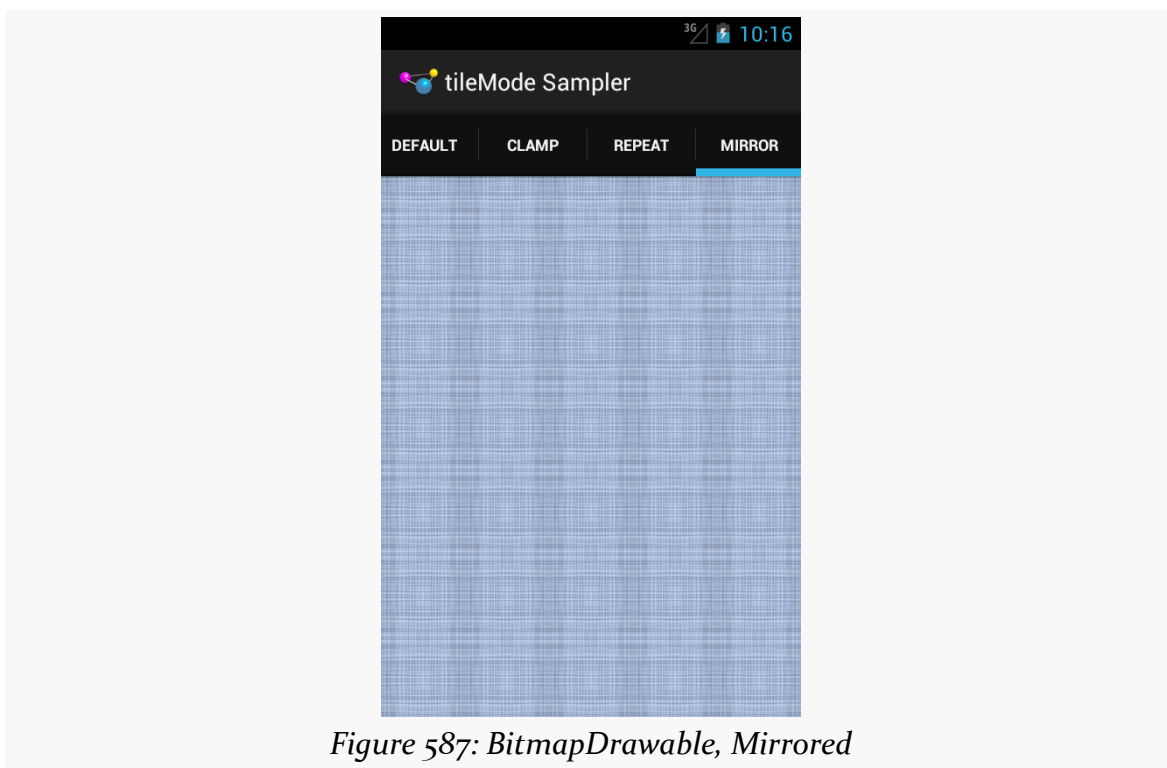 3G 10:16
tileMode Sampler
DEFAULT CLAMP REPEAT MIRROR
Figure 587: BitmapDrawable, Mirrored